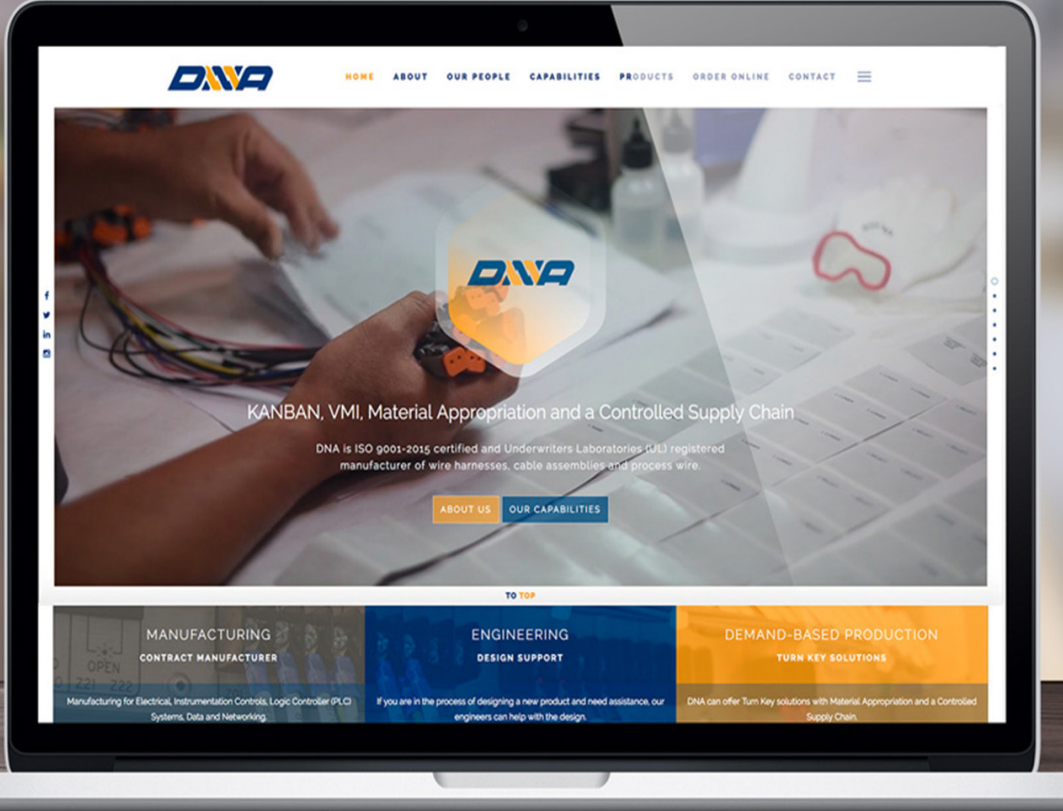 DNA
HOME ABOUT OUR PEOPLE CAPABILITIES PRODUCTS ORDER ONLINE CONTACT
DNA
KANBAN, VMI, Material Appropriation and a Controlled Supply Chain
DNA is ISO 9001-2015 certified and Underwriters Laboratories (UL) registered
manufacturer of wire harnesses, cable assemblies and process wire.
ABOUT US OUR CAPABILITIES
TO TOP
MANUFACTURING
CONTRACT MANUFACTURER
OPEN
Z21 Z22
Manufacturing for Electrical, Instrumentation Controls, Logic Controller (PLC)
Systems, Data and Networking.
ENGINEERING
DESIGN SUPPORT
If you are in the process of designing a new product and need assistance, our
engineers can help with the design.
DEMAND-BASED PRODUCTION
TURN KEY SOLUTIONS
DNA can offer Turn Key solutions with Material Appropriation and a Controlled
Supply Chain.